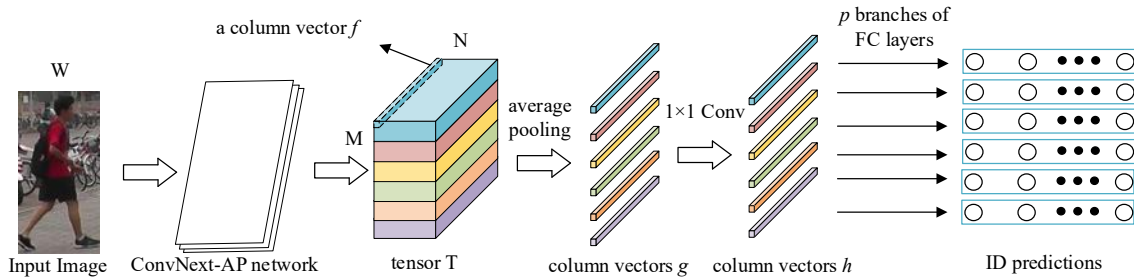 a column vector f
N
p branches of
FC layers
W
average
pooling
1×1 Conv
M
Input Image
ConvNext-AP network
tensor T
column vectors g
column vectors h
ID predictions